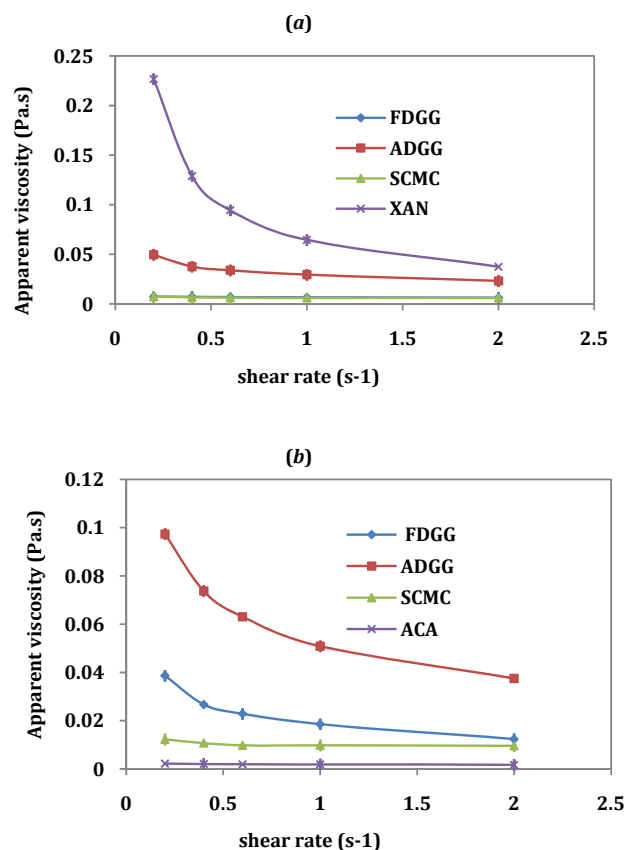 (a)
Apparent viscosity (Pa.s)
0.25
0.2
0.15
0.1
0.05
0
FDGG
ADGG
SCMC
XAN
0 0.5 1 1.5 2 2.5
shear rate (s-1)
(b)
Apparent viscosity (Pa.s)
0.12
0.1
0.08
0.06
0.04
0.02
0
FDGG
ADGG
SCMC
ACA
0 0.5 1 1.5 2 2.5
shear rate (s-1)